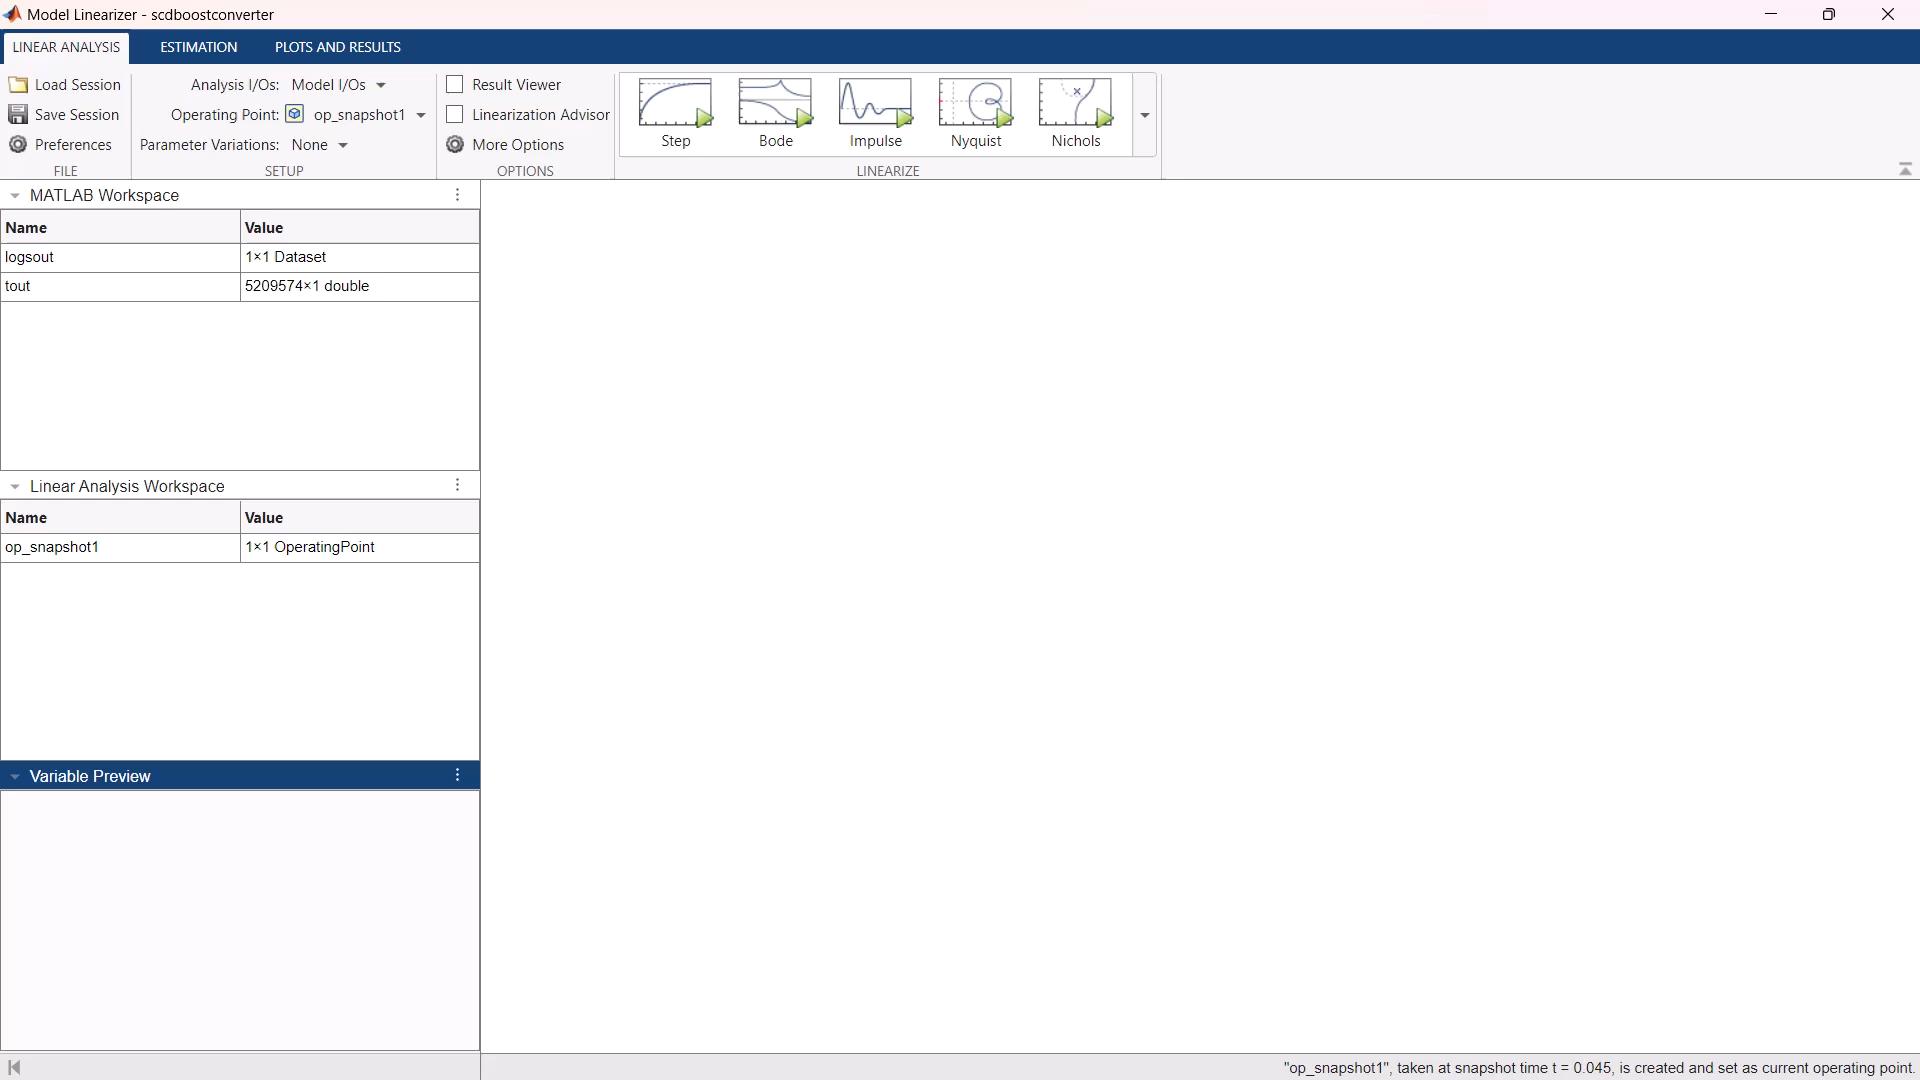 Model Linearizer - scdboostconverter
LINEAR ANALYSIS
ESTIMATION
PLOTS AND RESULTS
Load Session
Save Session
Preferences
FILE
Analysis I/Os: Model I/Os
Operating Point: op_snapshot1
Parameter Variations: None
SETUP
Result Viewer
Linearization Advisor
More Options
OPTIONS
Step
Bode
Impulse
Nyquist
Nichols
LINEARIZE
MATLAB Workspace
Name Value
logsout 1×1 Dataset
tout 5209574×1 double
Linear Analysis Workspace
Name Value
op_snapshot1 1×1 OperatingPoint
Variable Preview
"op_snapshot1", taken at snapshot time t = 0.045, is created and set as current operating point.